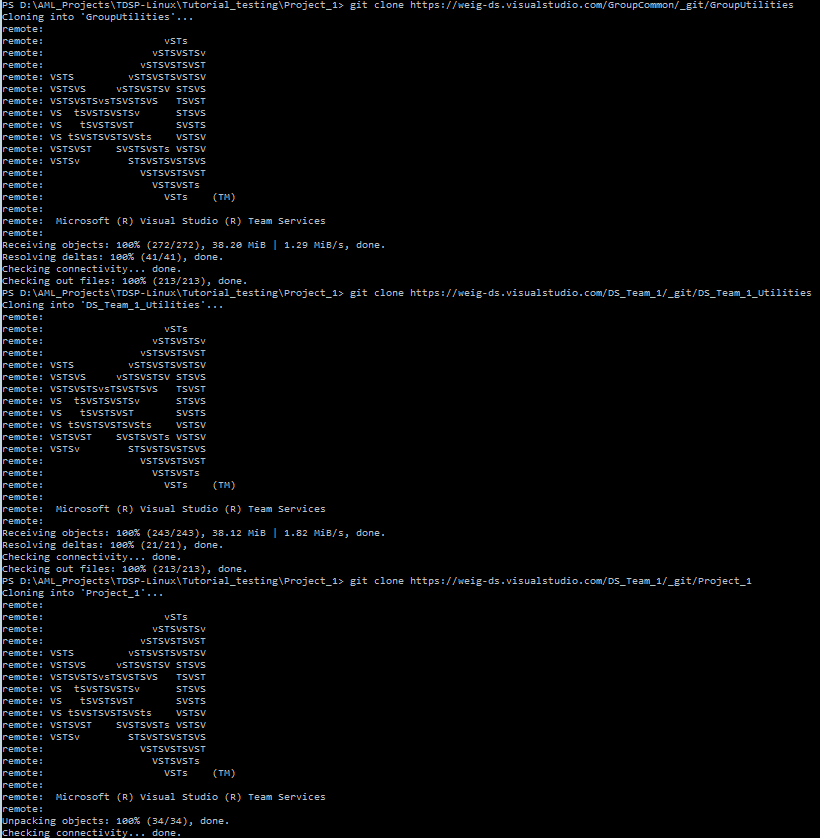 PS D:\AML_Projects\TDSP-Linux\Tutorial_testing\Project_1> git clone https://weig-ds.visualstudio.com/GroupCommon/_git/GroupUtilities
Cloning into 'GroupUtilities'...
remote:
remote:                    vSTs
remote:                  vSTSVSTSv
remote:                vSTSVSTSVST
remote: VSTS         vSTSVSTSVSTSV
remote: VSTSVS     vSTSVSTSV STSVS
remote: VSTSVSTSvsTSVSTSVS   TSVST
remote: VS  tSVSTSVSTSv      STSVS
remote: VS   tSVSTSVST       SVSTS
remote: VS tSVSTSVSTSVSts    VSTSV
remote: VSTSVST    SVSTSVSTs VSTSV
remote: VSTSv        STSVSTSVSTSVS
remote:                VSTSVSTSVST
remote:                  VSTSVSTs
remote:                    VSTs    (TM)
remote:
remote:  Microsoft (R) Visual Studio (R) Team Services
remote:
Receiving objects: 100% (272/272), 38.20 MiB | 1.29 MiB/s, done.
Resolving deltas: 100% (41/41), done.
Checking connectivity... done.
Checking out files: 100% (213/213), done.
PS D:\AML_Projects\TDSP-Linux\Tutorial_testing\Project_1> git clone https://weig-ds.visualstudio.com/DS_Team_1/_git/DS_Team_1_Utilities
Cloning into 'DS_Team_1_Utilities'...
remote:
remote:                    vSTs
remote:                  vSTSVSTSv
remote:                vSTSVSTSVST
remote: VSTS         vSTSVSTSVSTSV
remote: VSTSVS     vSTSVSTSV STSVS
remote: VSTSVSTSvsTSVSTSVS   TSVST
remote: VS  tSVSTSVSTSv      STSVS
remote: VS   tSVSTSVST       SVSTS
remote: VS tSVSTSVSTSVSts    VSTSV
remote: VSTSVST    SVSTSVSTs VSTSV
remote: VSTSv        STSVSTSVSTSVS
remote:                VSTSVSTSVST
remote:                  VSTSVSTs
remote:                    VSTs    (TM)
remote:
remote:  Microsoft (R) Visual Studio (R) Team Services
remote:
Receiving objects: 100% (243/243), 38.12 MiB | 1.82 MiB/s, done.
Resolving deltas: 100% (21/21), done.
Checking connectivity... done.
Checking out files: 100% (213/213), done.
PS D:\AML_Projects\TDSP-Linux\Tutorial_testing\Project_1> git clone https://weig-ds.visualstudio.com/DS_Team_1/_git/Project_1
Cloning into 'Project_1'...
remote:
remote:                    vSTs
remote:                  vSTSVSTSv
remote:                vSTSVSTSVST
remote: VSTS         vSTSVSTSVSTSV
remote: VSTSVS     vSTSVSTSV STSVS
remote: VSTSVSTSvsTSVSTSVS   TSVST
remote: VS  tSVSTSVSTSv      STSVS
remote: VS   tSVSTSVST       SVSTS
remote: VS tSVSTSVSTSVSts    VSTSV
remote: VSTSVST    SVSTSVSTs VSTSV
remote: VSTSv        STSVSTSVSTSVS
remote:                VSTSVSTSVST
remote:                  VSTSVSTs
remote:                    VSTs    (TM)
remote:
remote:  Microsoft (R) Visual Studio (R) Team Services
remote:
Unpacking objects: 100% (34/34), done.
Checking connectivity... done.